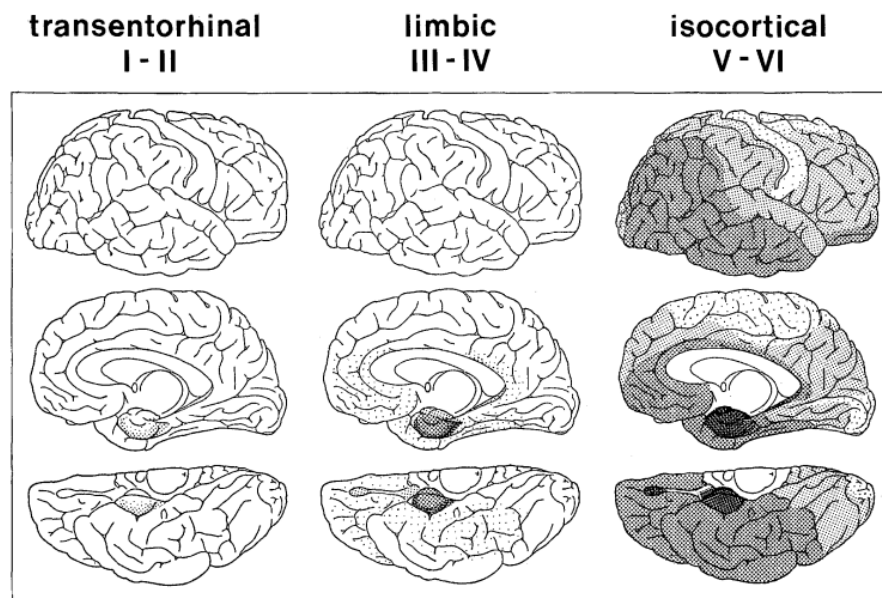 transentorhinal limbic isocortical
I - II III - IV V - VI